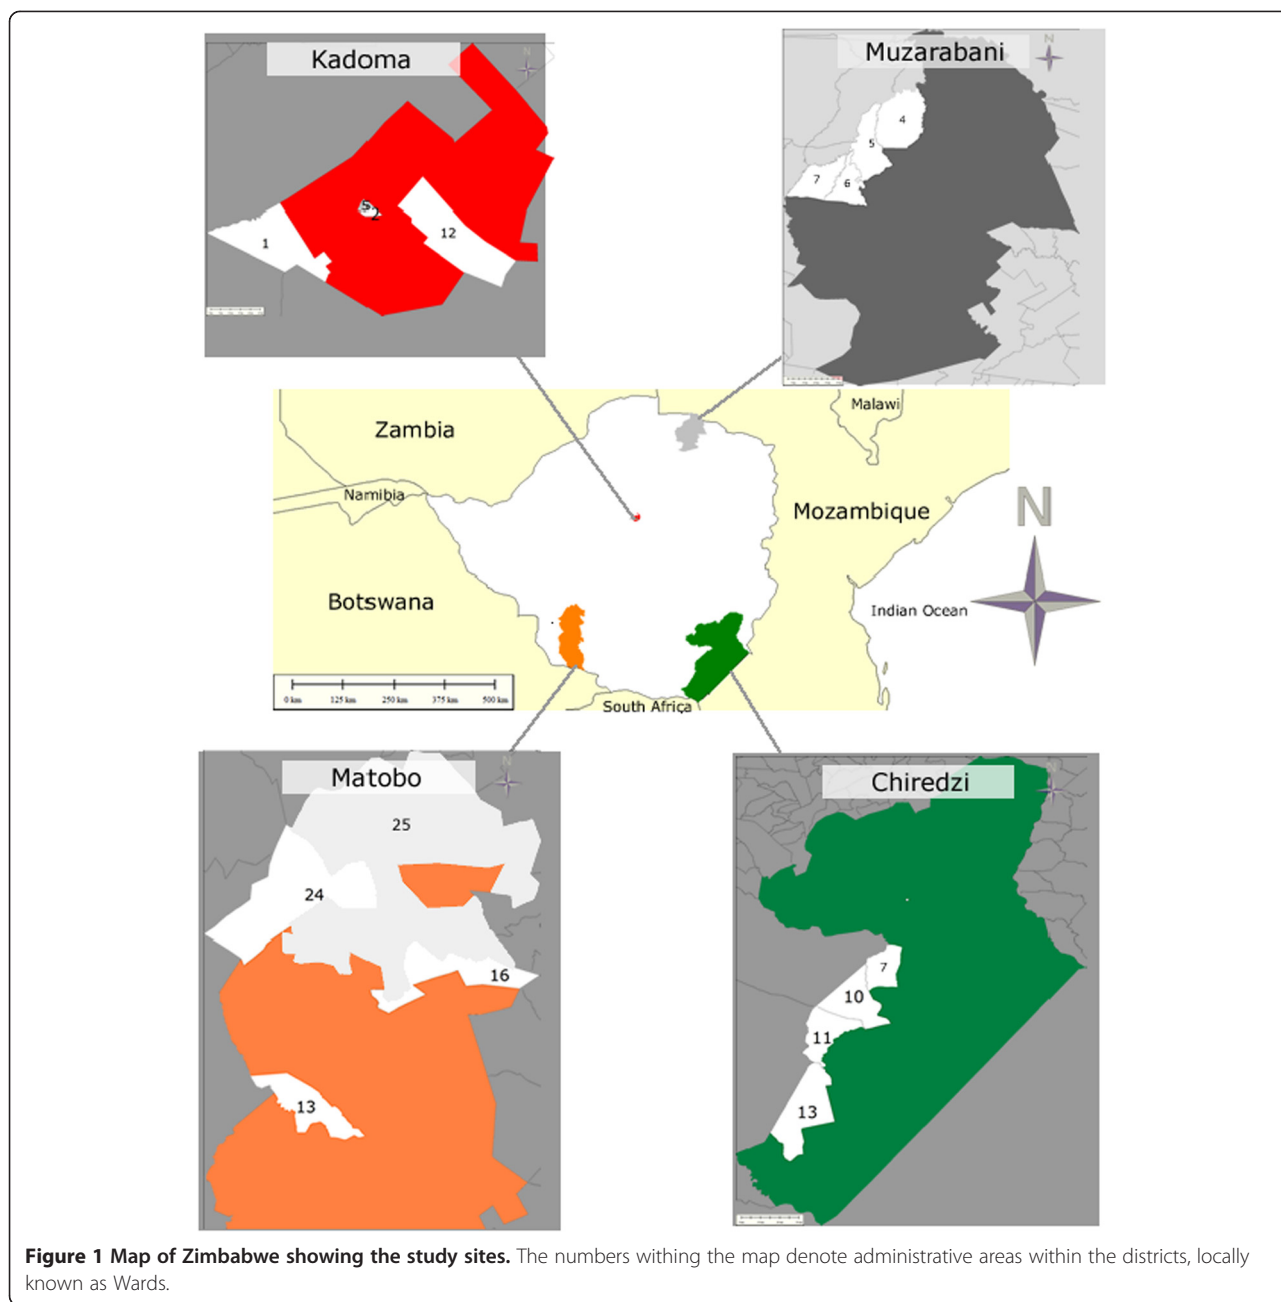 Kadoma
N
1
5
2
12
Muzarabani
N
4
5
7
6
Zambia
Malawi
Namibia
Mozambique
N
Botswana
Indian Ocean
0 km 125 km 250 km 375 km 500 km
South Africa
Matobo
N
25
24
16
13
Chiredzi
N
7
10
11
13
Figure 1 Map of Zimbabwe showing the study sites. The numbers withing the map denote administrative areas within the districts, locally
known as Wards.